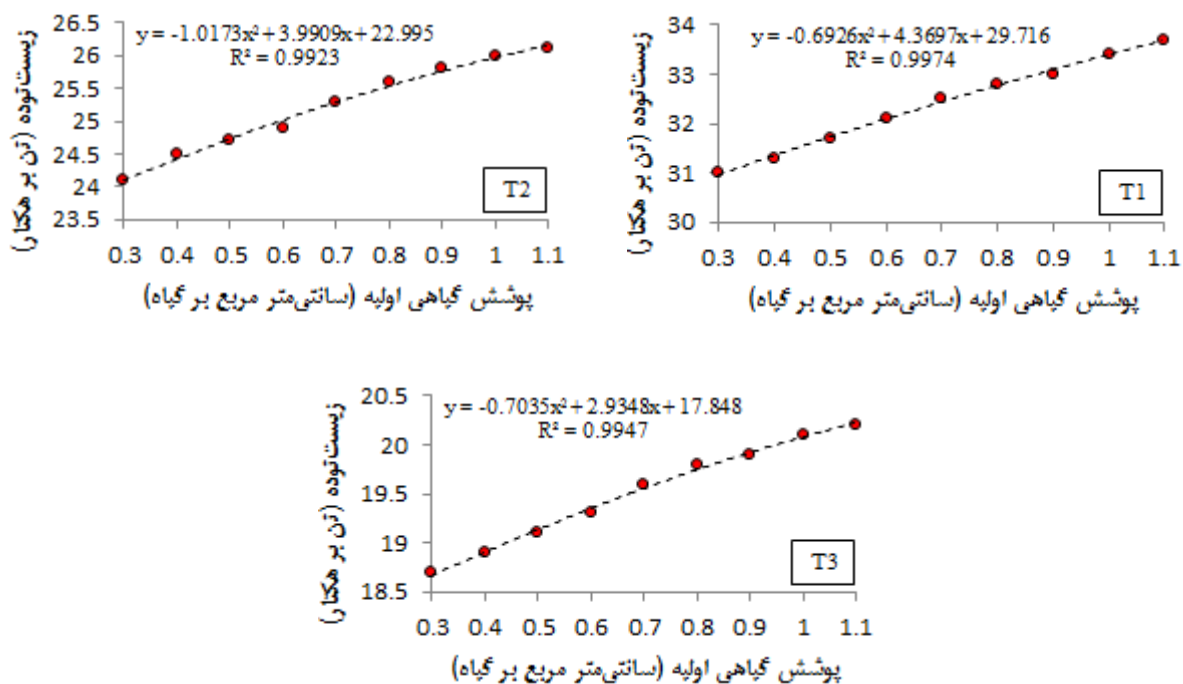 y = -1.0173x² + 3.9909x + 22.995
R² = 0.9923
26.5
26
25.5
25
24.5
24
23.5
0.3 0.4 0.5 0.6 0.7 0.8 0.9 1 1.1
زیست‌توده (تن بر هکتار)
پوشش گیاهی اولیه (سانتی‌متر مربع بر گیاه)
T2
y = -0.6926x² + 4.3697x + 29.716
R² = 0.9974
34
33
32
31
30
0.3 0.4 0.5 0.6 0.7 0.8 0.9 1 1.1
زیست‌توده (تن بر هکتار)
پوشش گیاهی اولیه (سانتی‌متر مربع بر گیاه)
T1
y = -0.7035x² + 2.9348x + 17.848
R² = 0.9947
20.5
20
19.5
19
18.5
0.3 0.4 0.5 0.6 0.7 0.8 0.9 1 1.1
زیست‌توده (تن بر هکتار)
پوشش گیاهی اولیه (سانتی‌متر مربع بر گیاه)
T3